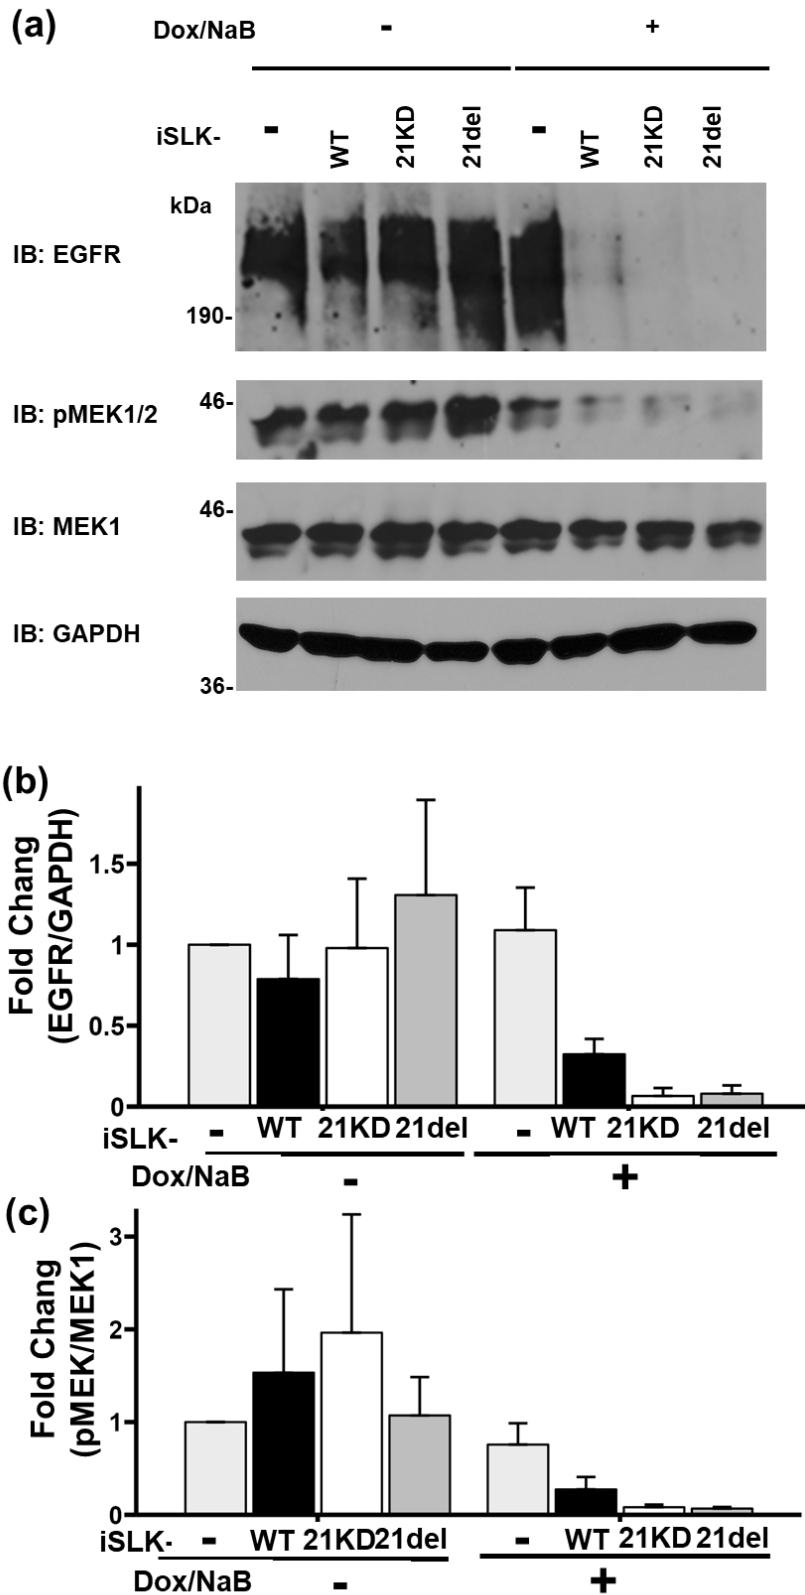 (a)
Dox/NaB - +
iSLK- - WT 21KD 21del - WT 21KD 21del
kDa
IB: EGFR
190-
IB: pMEK1/2 46-
46-
IB: MEK1
IB: GAPDH
36-
(b)
Fold Chang
(EGFR/GAPDH)
1.5
1
0.5
0
iSLK- - WT 21KD 21del - WT 21KD 21del
Dox/NaB - +
(c)
Fold Chang
(pMEK/MEK1)
3
2
1
0
iSLK- - WT 21KD 21del - WT 21KD 21del
Dox/NaB - +